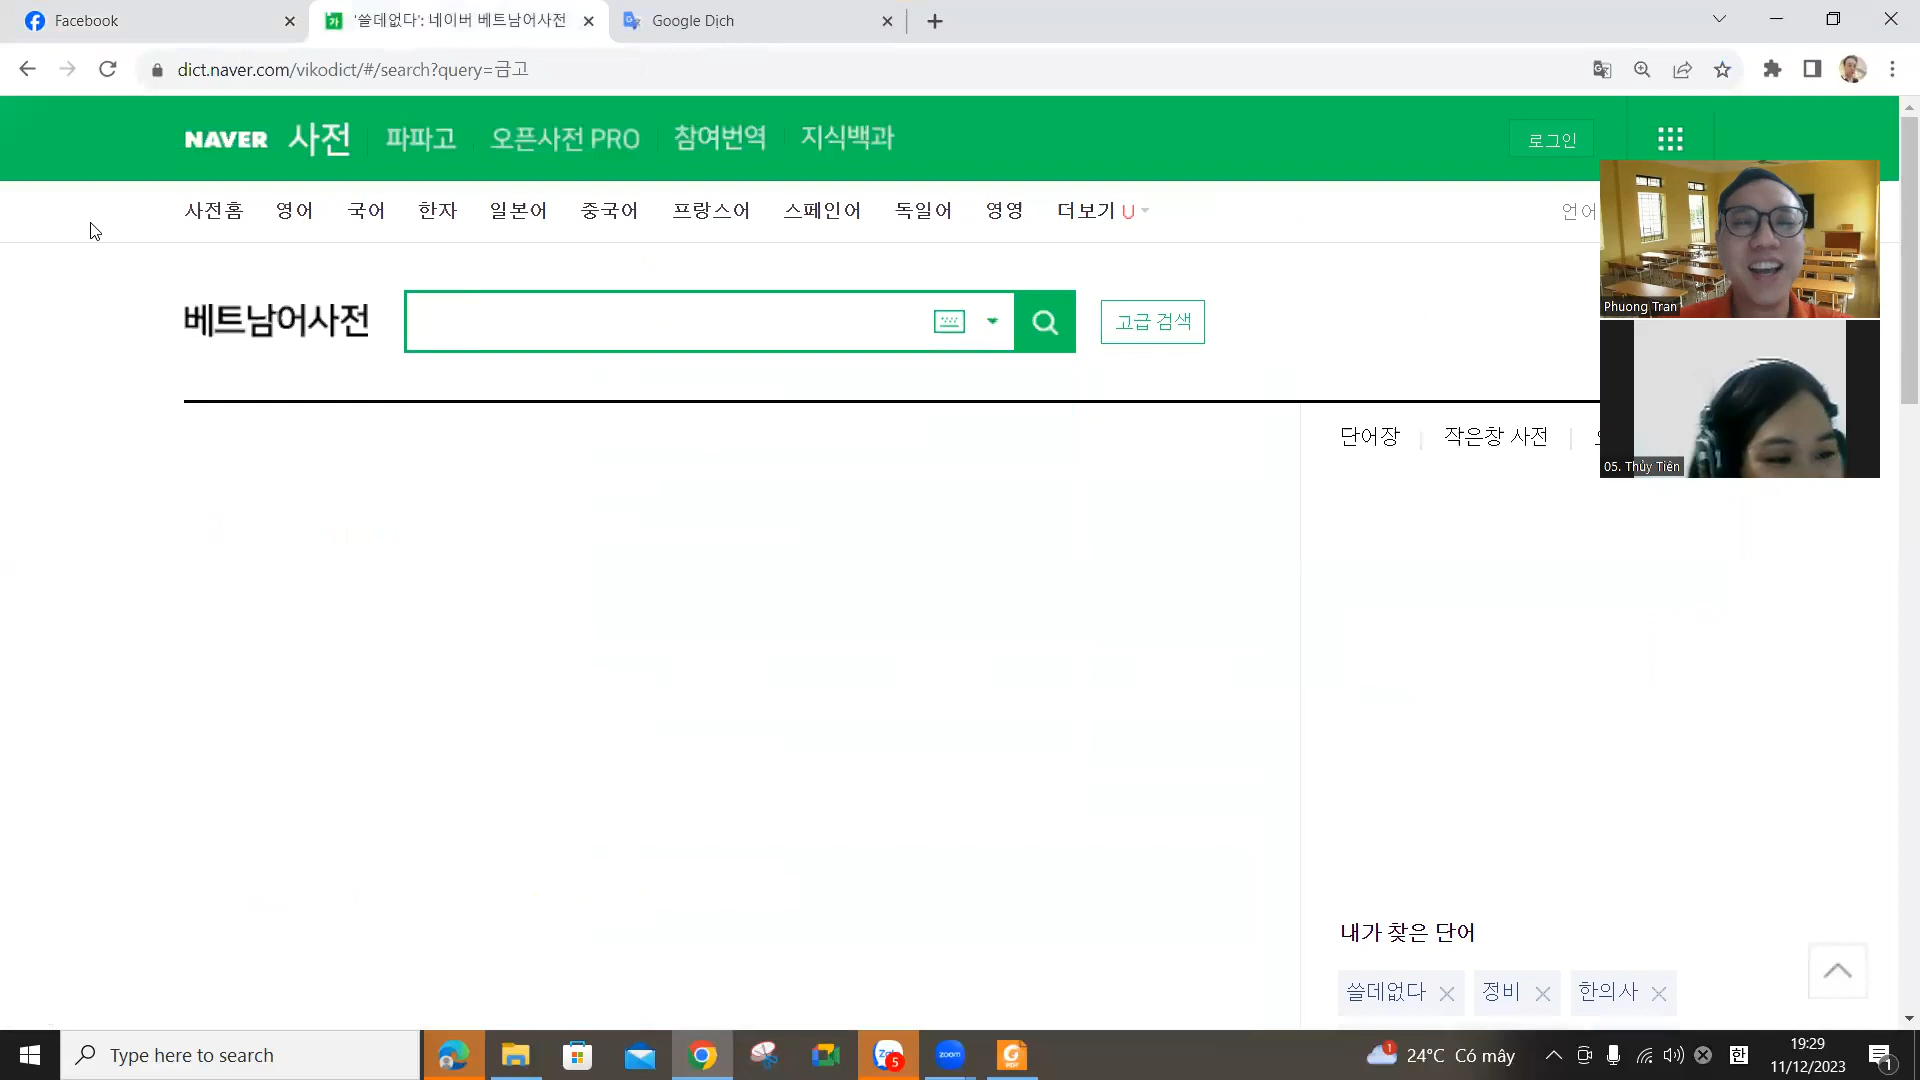 Facebook
'쓸데없다': 네이버 베트남어사전
Google Dịch
dict.naver.com/vikodict/#/search?query=금고
NAVER 사전 파파고 오픈사전 PRO 참여번역 지식백과
로그인
사전홈 영어 국어 한자 일본어 중국어 프랑스어 스페인어 독일어 영영 더보기 U
언어
Phuong Tran
베트남어사전
고급 검색
05. Thủy Tiên
단어장 작은창 사전
내가 찾은 단어
쓸데없다 정비 한의사
Type here to search
5
zoom
1
24°C Có mây
한
19:29
11/12/2023
1